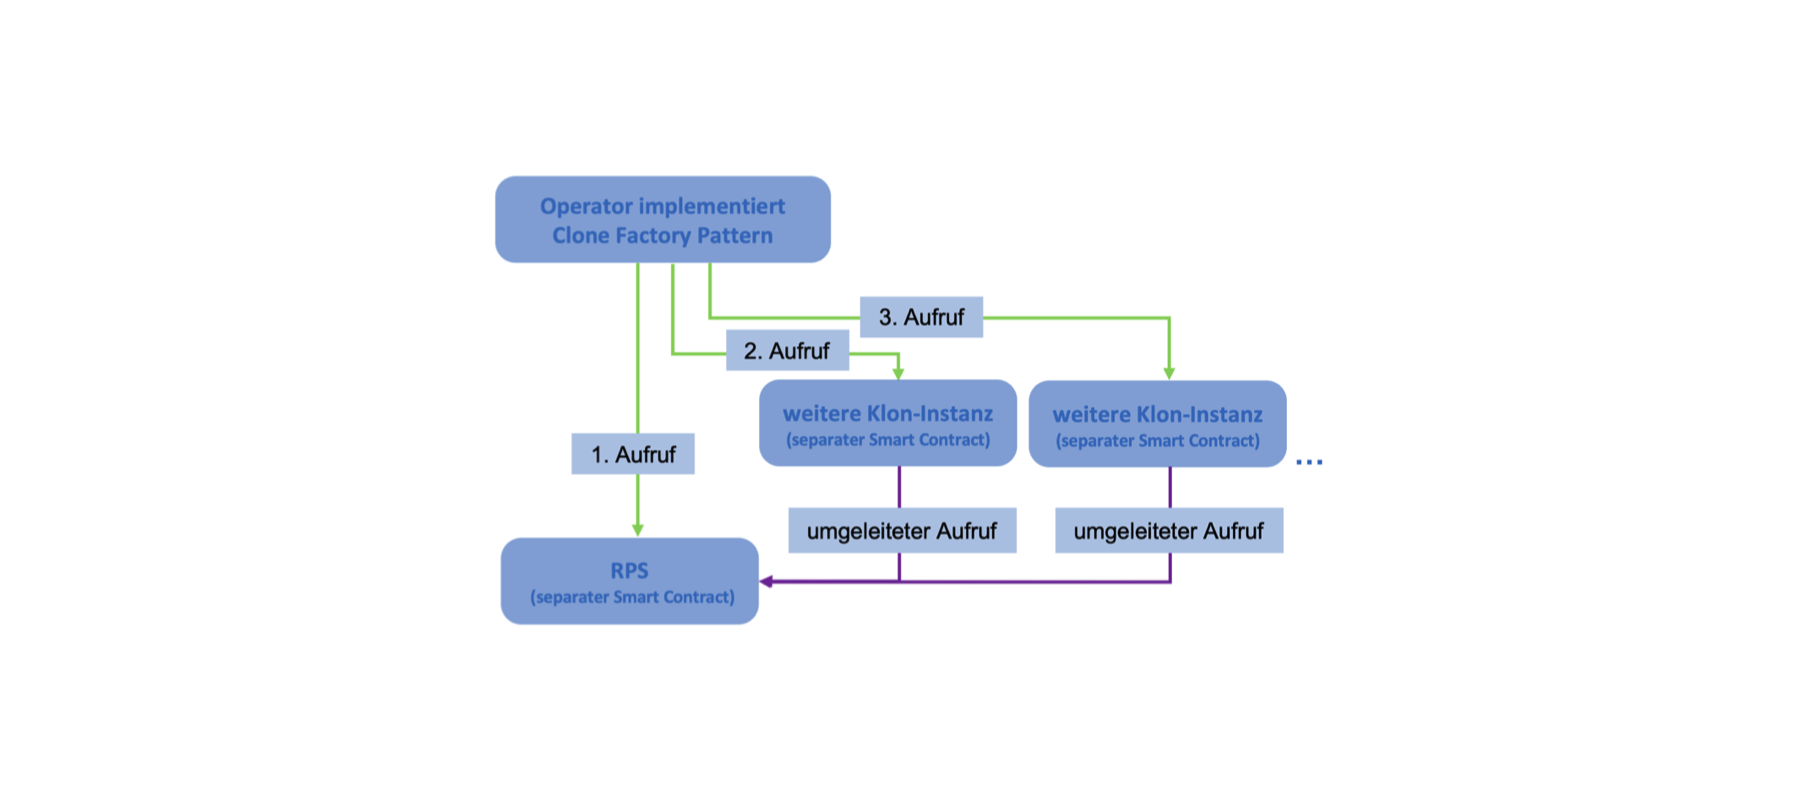 Operator implementiert
Clone Factory Pattern
3. Aufruf
2. Aufruf
weitere Klon-Instanz
(separater Smart Contract)
weitere Klon-Instanz
(separater Smart Contract)
...
1. Aufruf
umgeleiteter Aufruf
umgeleiteter Aufruf
RPS
(separater Smart Contract)